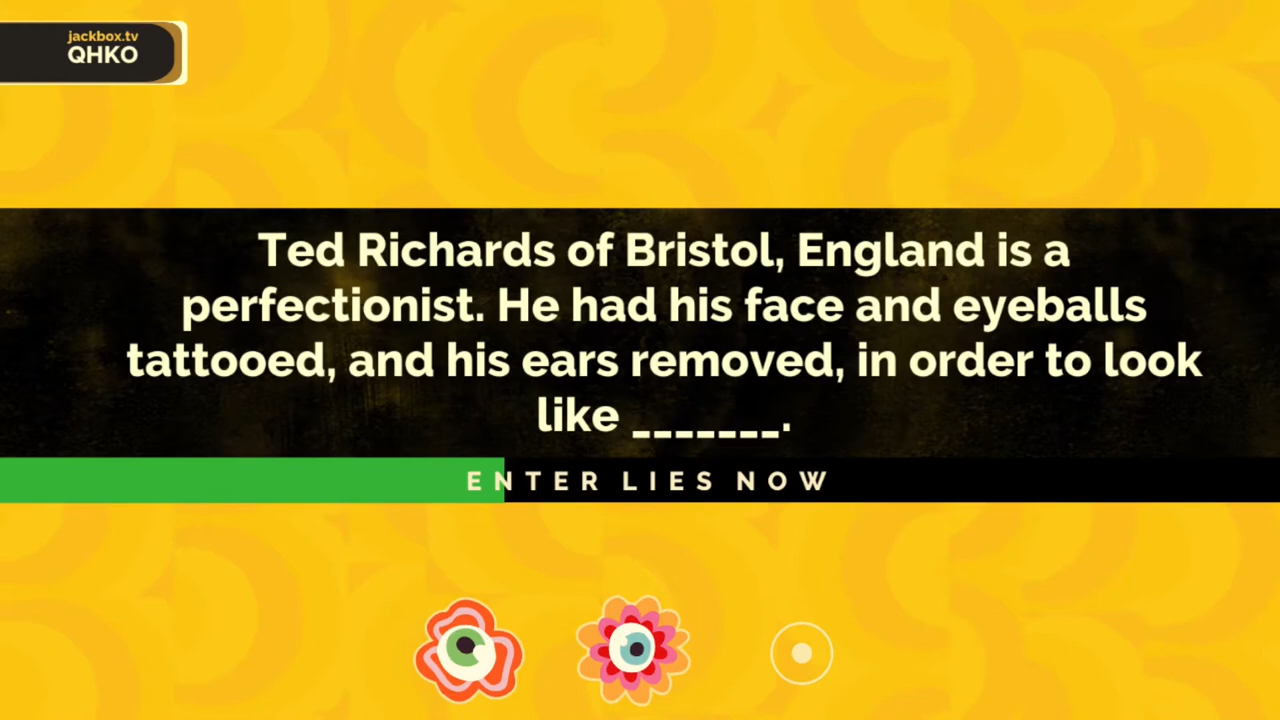 jackbox.tv
QHKO
Ted Richards of Bristol, England is a
perfectionist. He had his face and eyeballs
tattooed, and his ears removed, in order to look
like _______.
ENTER LIES NOW